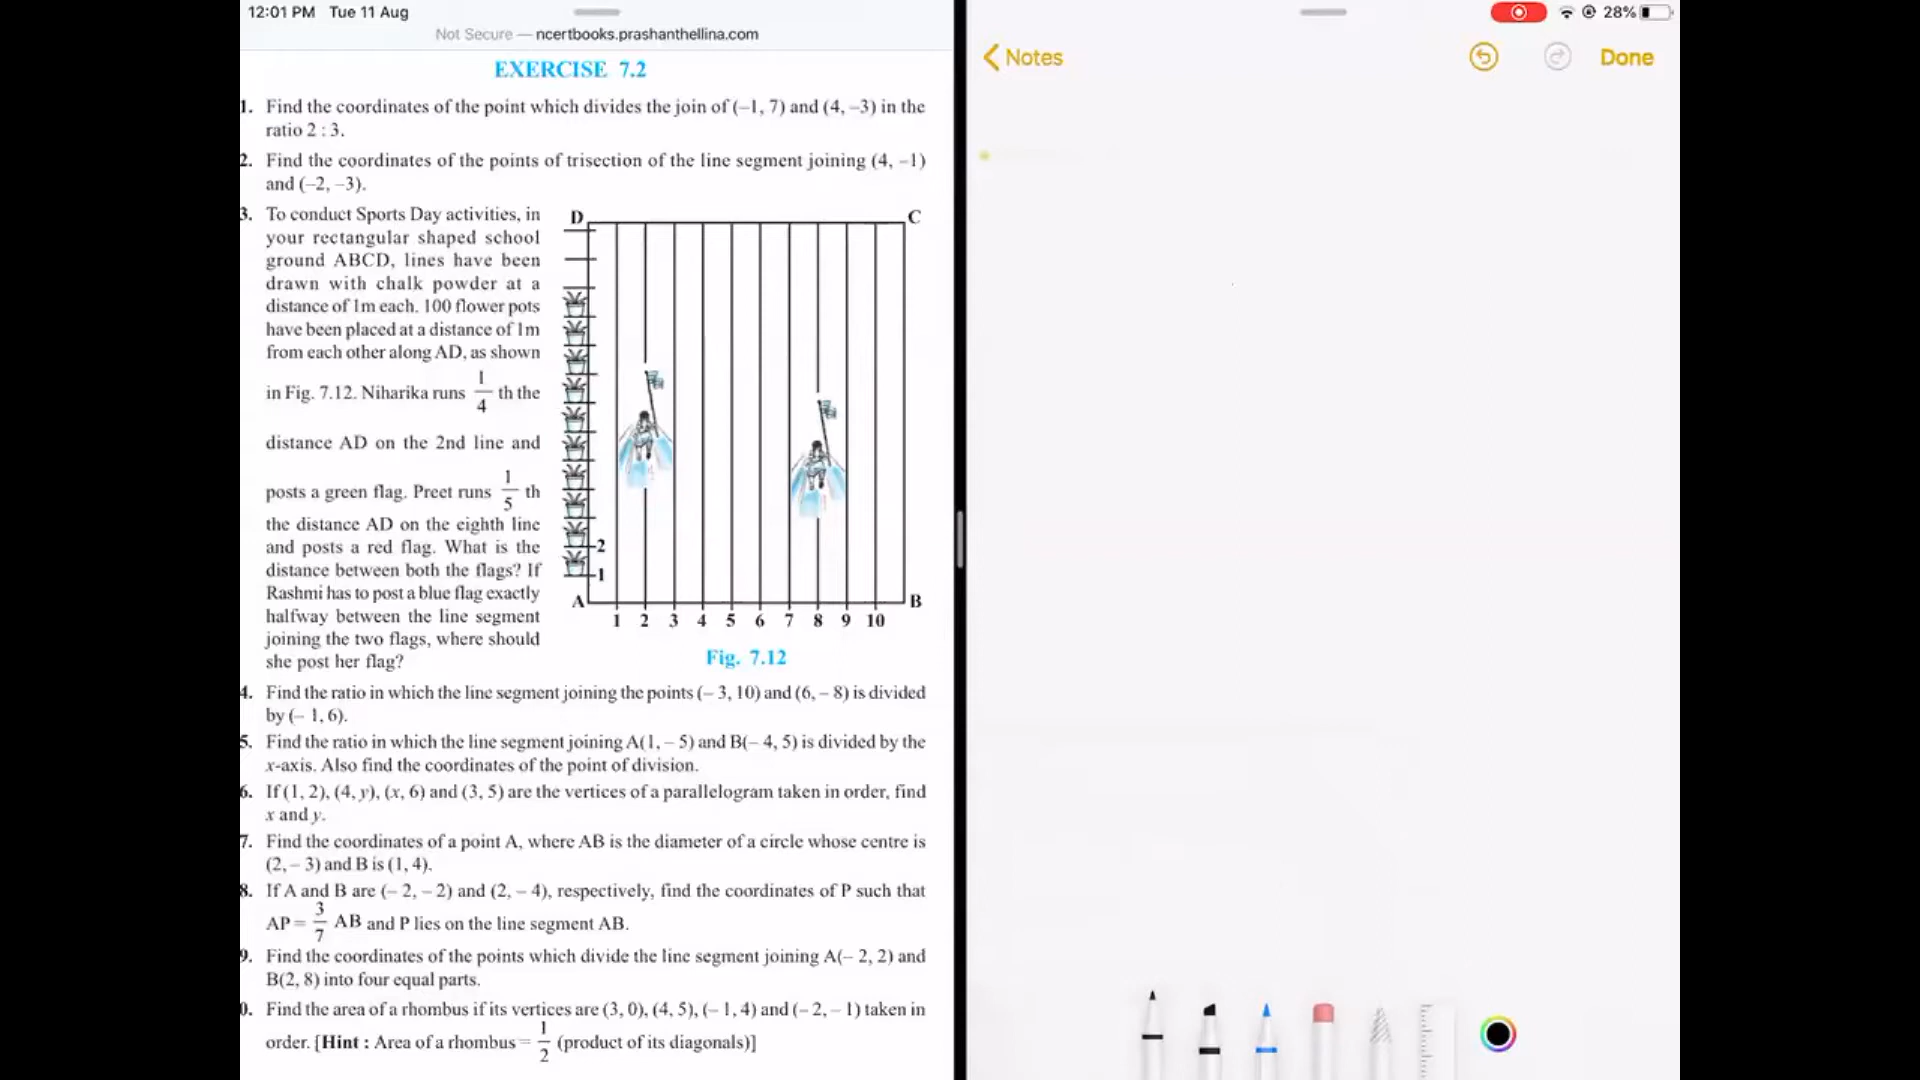 12:01 PM Tue 11 Aug
28%
Not Secure — ncertbooks.prashanthellina.com
Notes
Done
EXERCISE 7.2
1. Find the coordinates of the point which divides the join of (–1, 7) and (4, –3) in the
ratio 2 : 3.
2. Find the coordinates of the points of trisection of the line segment joining (4, –1)
and (–2, –3).
3. To conduct Sports Day activities, in
your rectangular shaped school
ground ABCD, lines have been
drawn with chalk powder at a
distance of 1m each. 100 flower pots
have been placed at a distance of 1m
from each other along AD, as shown
in Fig. 7.12. Niharika runs 1/4 th the
distance AD on the 2nd line and
posts a green flag. Preet runs 1/5 th
the distance AD on the eighth line
and posts a red flag. What is the
distance between both the flags? If
Rashmi has to post a blue flag exactly
halfway between the line segment
joining the two flags, where should
she post her flag?
D C
2
1
A B
1 2 3 4 5 6 7 8 9 10
Fig. 7.12
4. Find the ratio in which the line segment joining the points (– 3, 10) and (6, – 8) is divided
by (– 1, 6).
5. Find the ratio in which the line segment joining A(1, – 5) and B(– 4, 5) is divided by the
x-axis. Also find the coordinates of the point of division.
6. If (1, 2), (4, y), (x, 6) and (3, 5) are the vertices of a parallelogram taken in order, find
x and y.
7. Find the coordinates of a point A, where AB is the diameter of a circle whose centre is
(2, – 3) and B is (1, 4).
8. If A and B are (– 2, – 2) and (2, – 4), respectively, find the coordinates of P such that
AP = 3/7 AB and P lies on the line segment AB.
9. Find the coordinates of the points which divide the line segment joining A(– 2, 2) and
B(2, 8) into four equal parts.
0. Find the area of a rhombus if its vertices are (3, 0), (4, 5), (– 1, 4) and (– 2, – 1) taken in
order. [Hint : Area of a rhombus = 1/2 (product of its diagonals)]